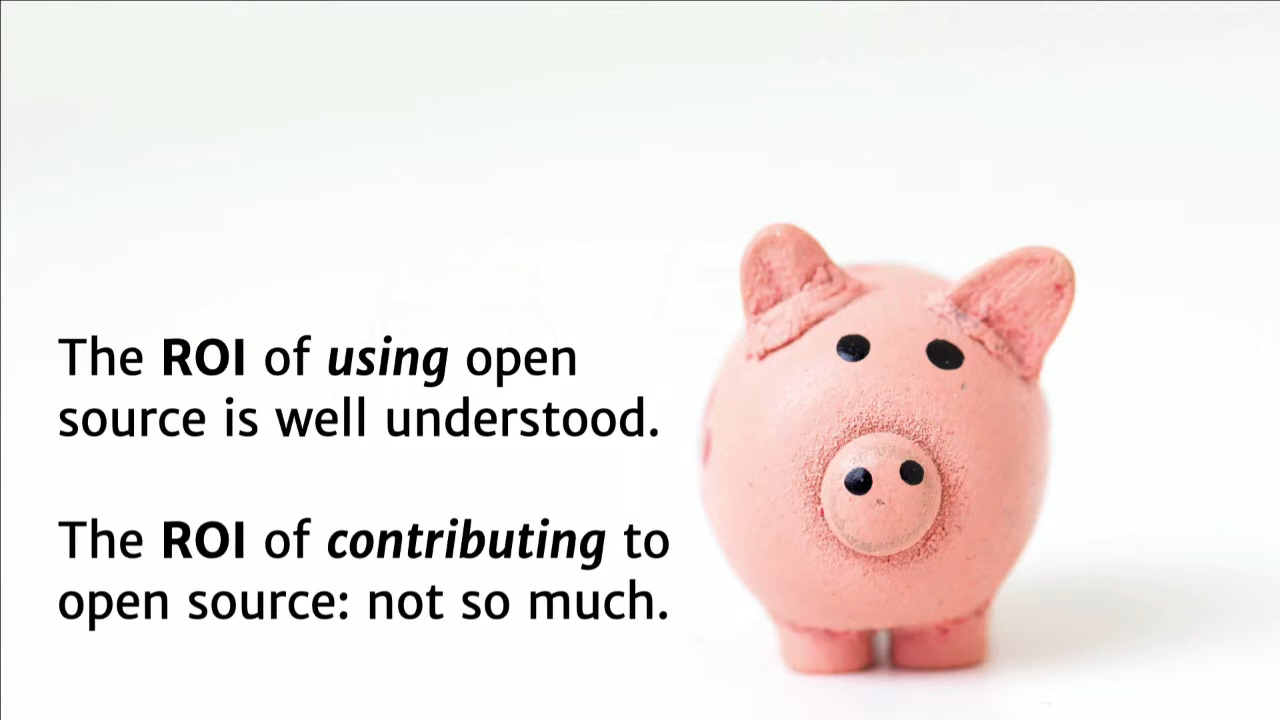 The ROI of using open
source is well understood.
The ROI of contributing to
open source: not so much.